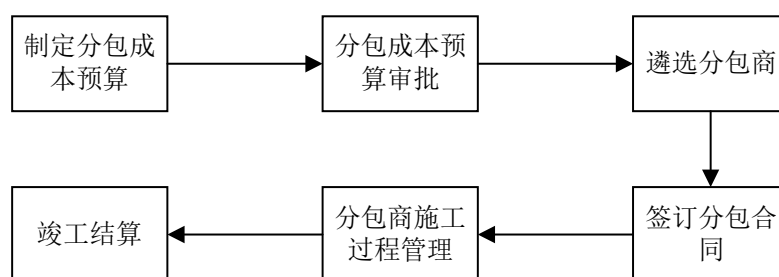 制定分包成
本预算
分包成本预
算审批
遴选分包商
签订分包合
同
分包商施工
过程管理
竣工结算